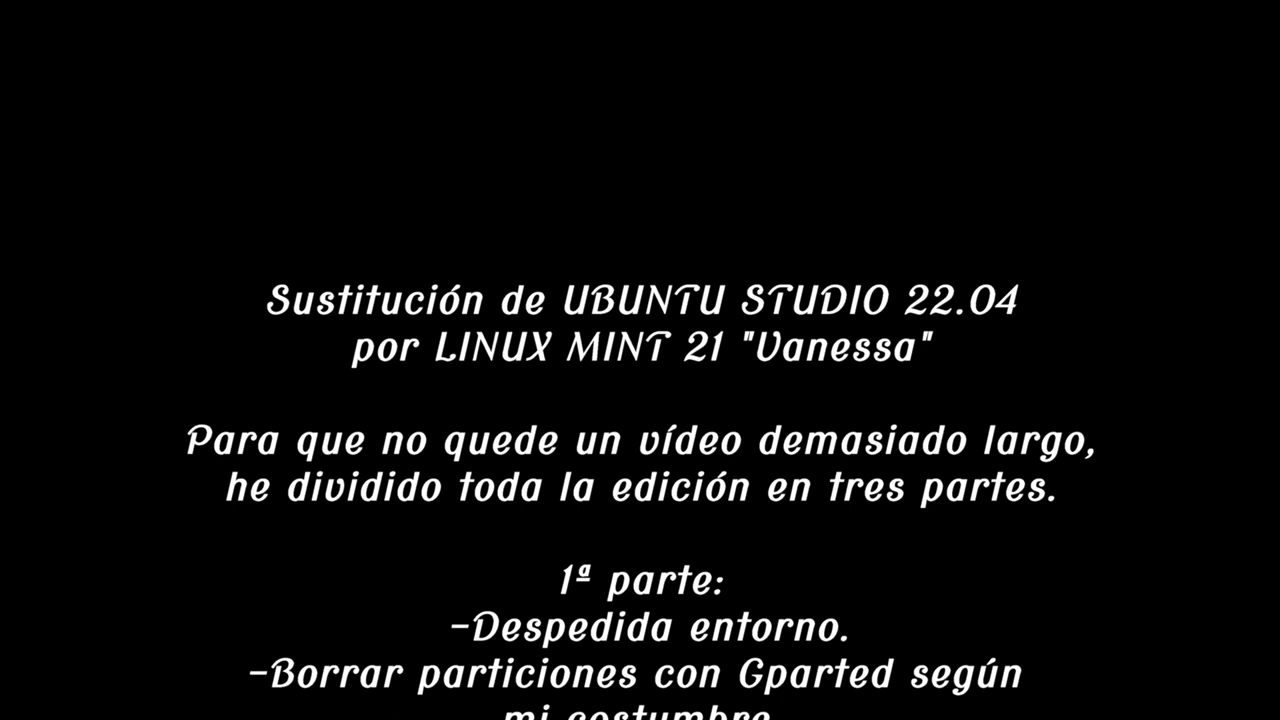 Sustitución de UBUNTU STUDIO 22.04
por LINUX MINT 21 "Vanessa"
Para que no quede un vídeo demasiado largo,
he dividido toda la edición en tres partes.
1ª parte:
-Despedida entorno.
-Borrar particiones con Gparted según
mi costumbre